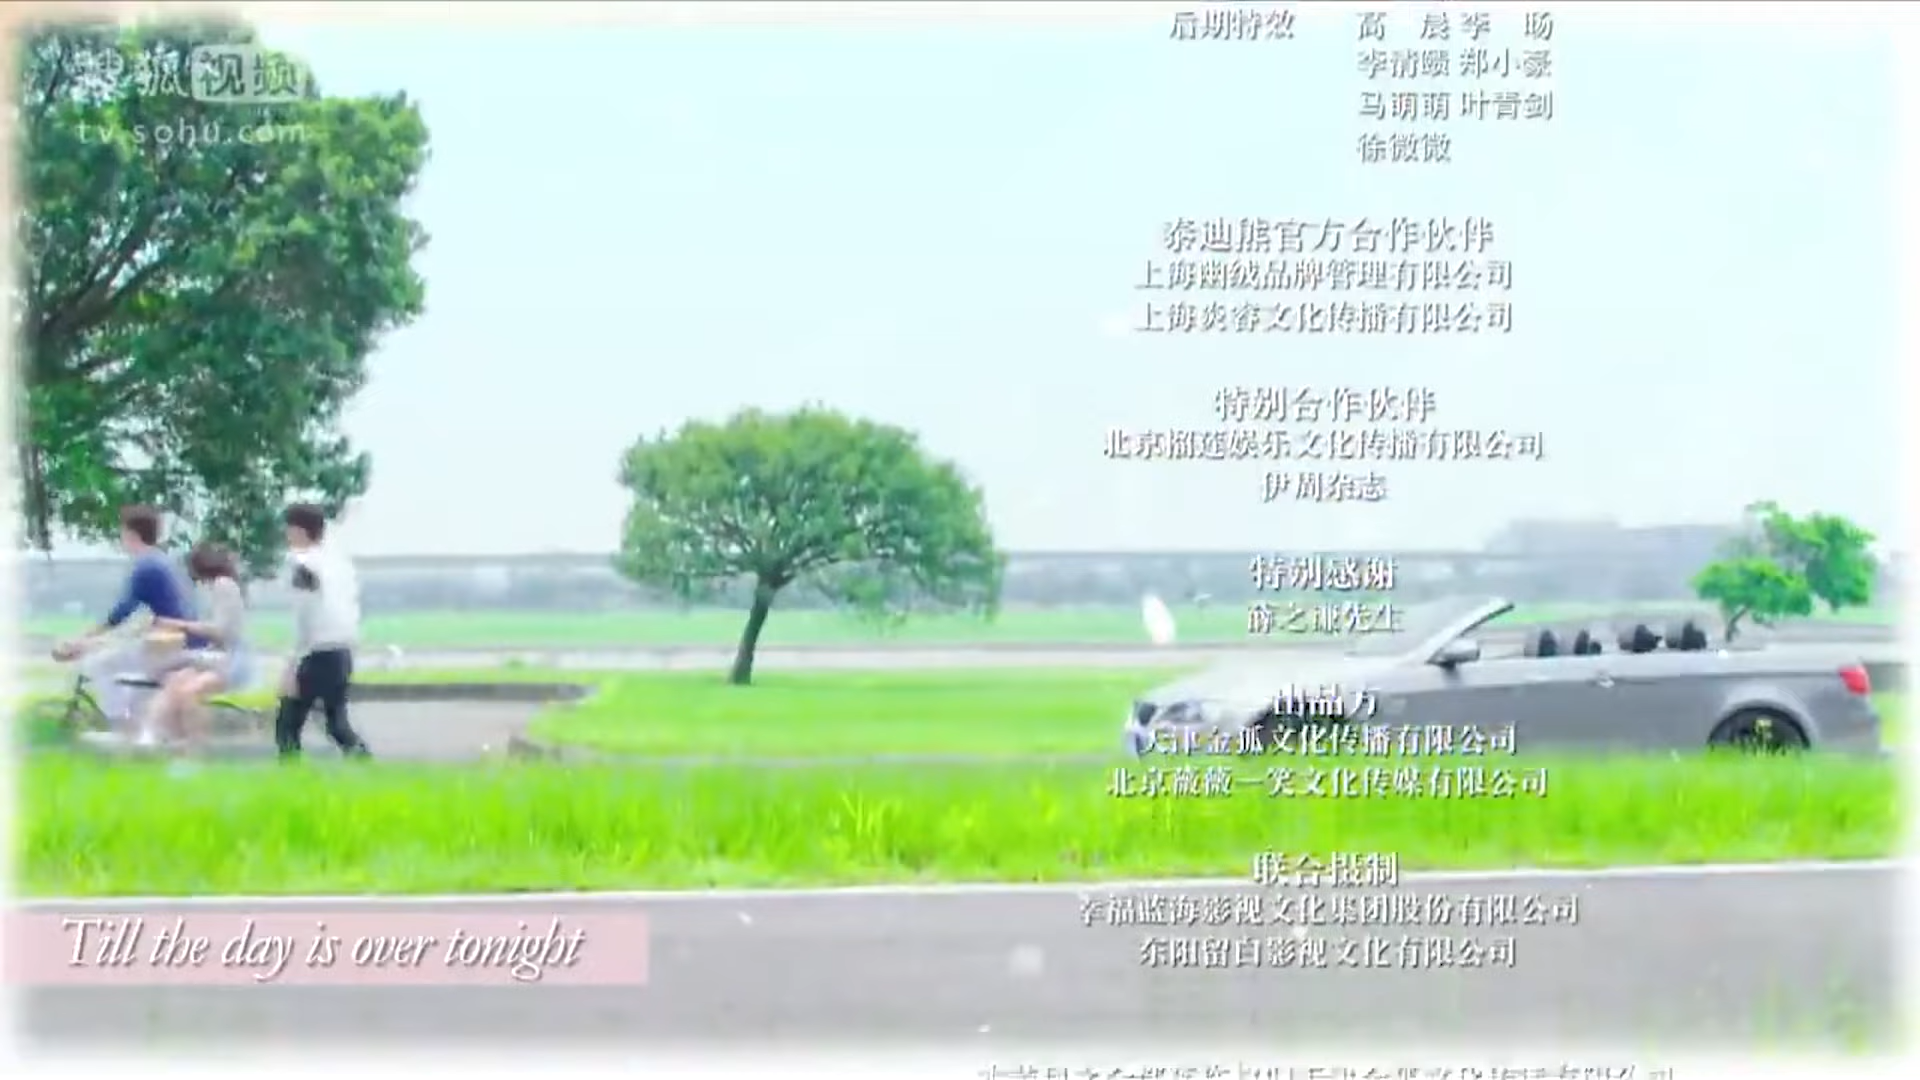 搜狐视频
tv.sohu.com
后期特效 高 晨 李 旸
李清赜 郑小豪
马萌萌 叶青剑
徐微微
泰迪熊官方合作伙伴
上海幽绒品牌管理有限公司
上海炎睿文化传播有限公司
特别合作伙伴
北京榴莲娱乐文化传播有限公司
伊周杂志
特别感谢
薛之谦先生
出品方
天津金狐文化传播有限公司
北京薇薇一笑文化传媒有限公司
联合摄制
幸福蓝海影视文化集团股份有限公司
东阳留白影视文化有限公司
Till the day is over tonight